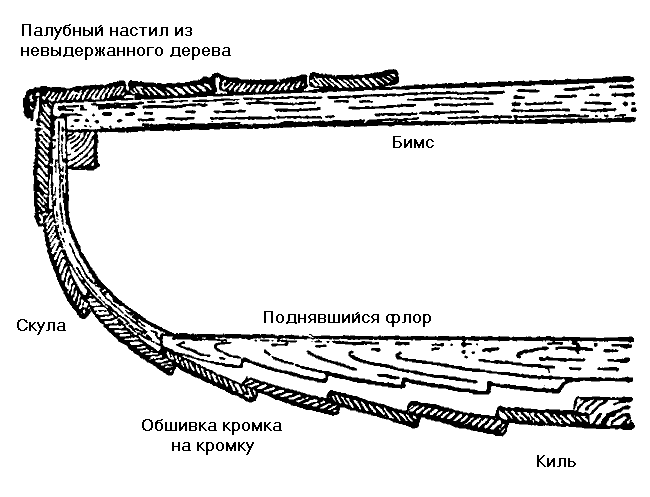 Палубный настил из
невыдержанного дерева
Бимс
Поднявшийся флор
Скула
Обшивка кромка
на кромку
Киль